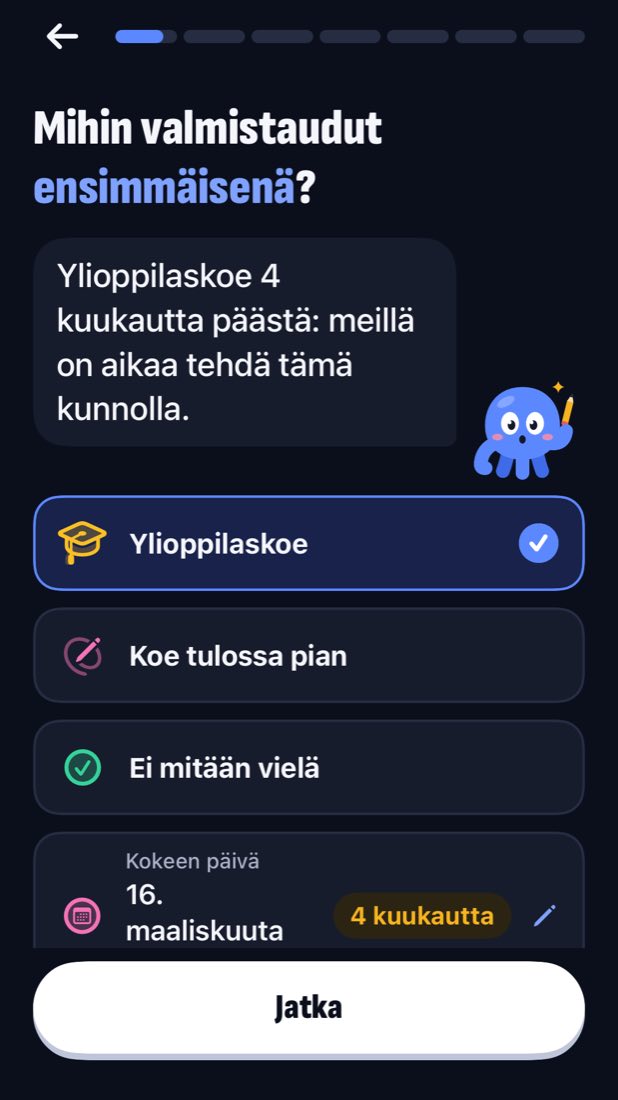 Mihin valmistaudut
ensimmäisenä?
Ylioppilaskoe 4
kuukautta päästä: meillä
on aikaa tehdä tämä
kunnolla.
Ylioppilaskoe
Koe tulossa pian
Ei mitään vielä
Kokeen päivä
16.
maaliskuuta
4 kuukautta
Jatka